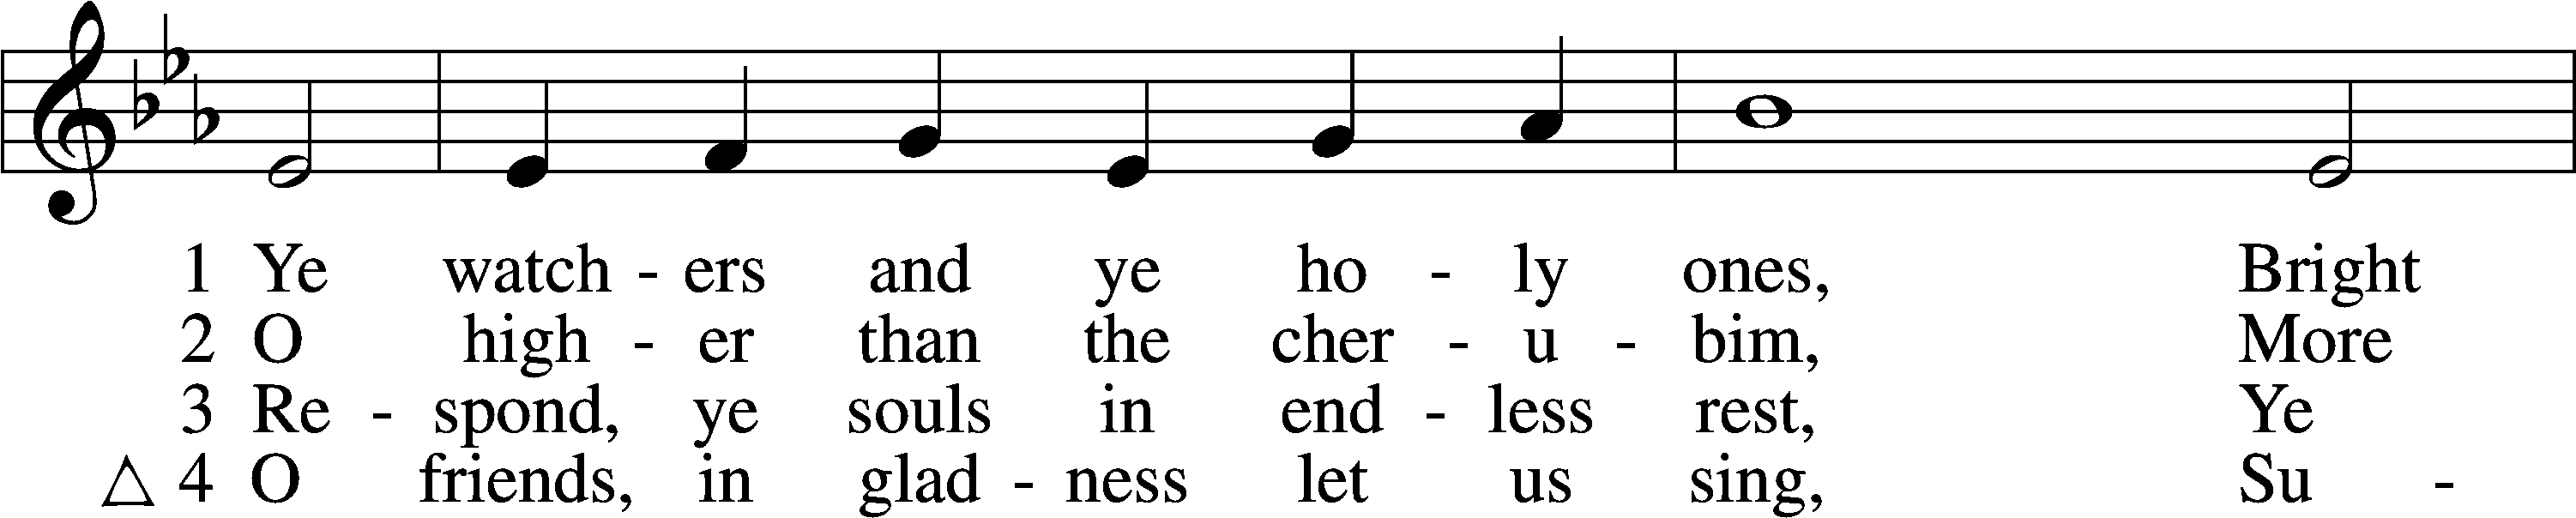 1 Ye watch - ers and ye ho - ly ones, Bright
2 O high - er than the cher - u - bim, More
3 Re - spond, ye souls in end - less rest, Ye
△ 4 O friends, in glad - ness let us sing, Su -